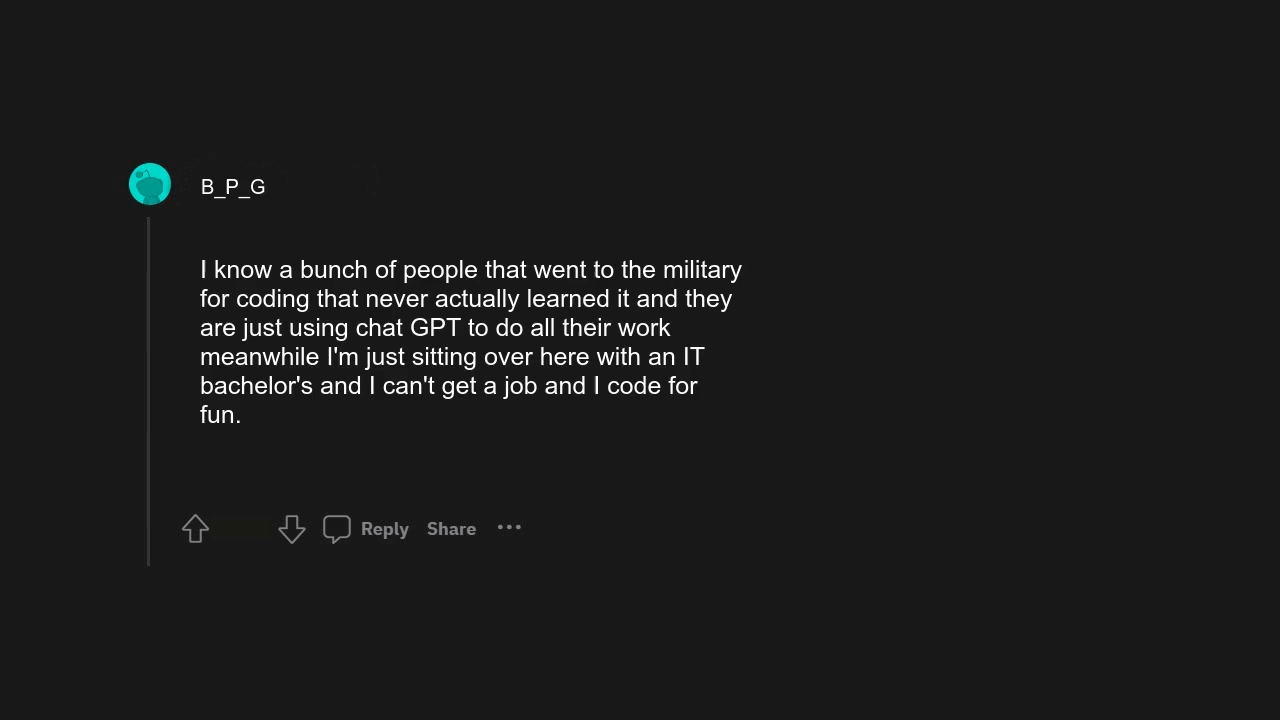 B_P_G
I know a bunch of people that went to the military
for coding that never actually learned it and they
are just using chat GPT to do all their work
meanwhile I'm just sitting over here with an IT
bachelor's and I can't get a job and I code for
fun.
Reply Share